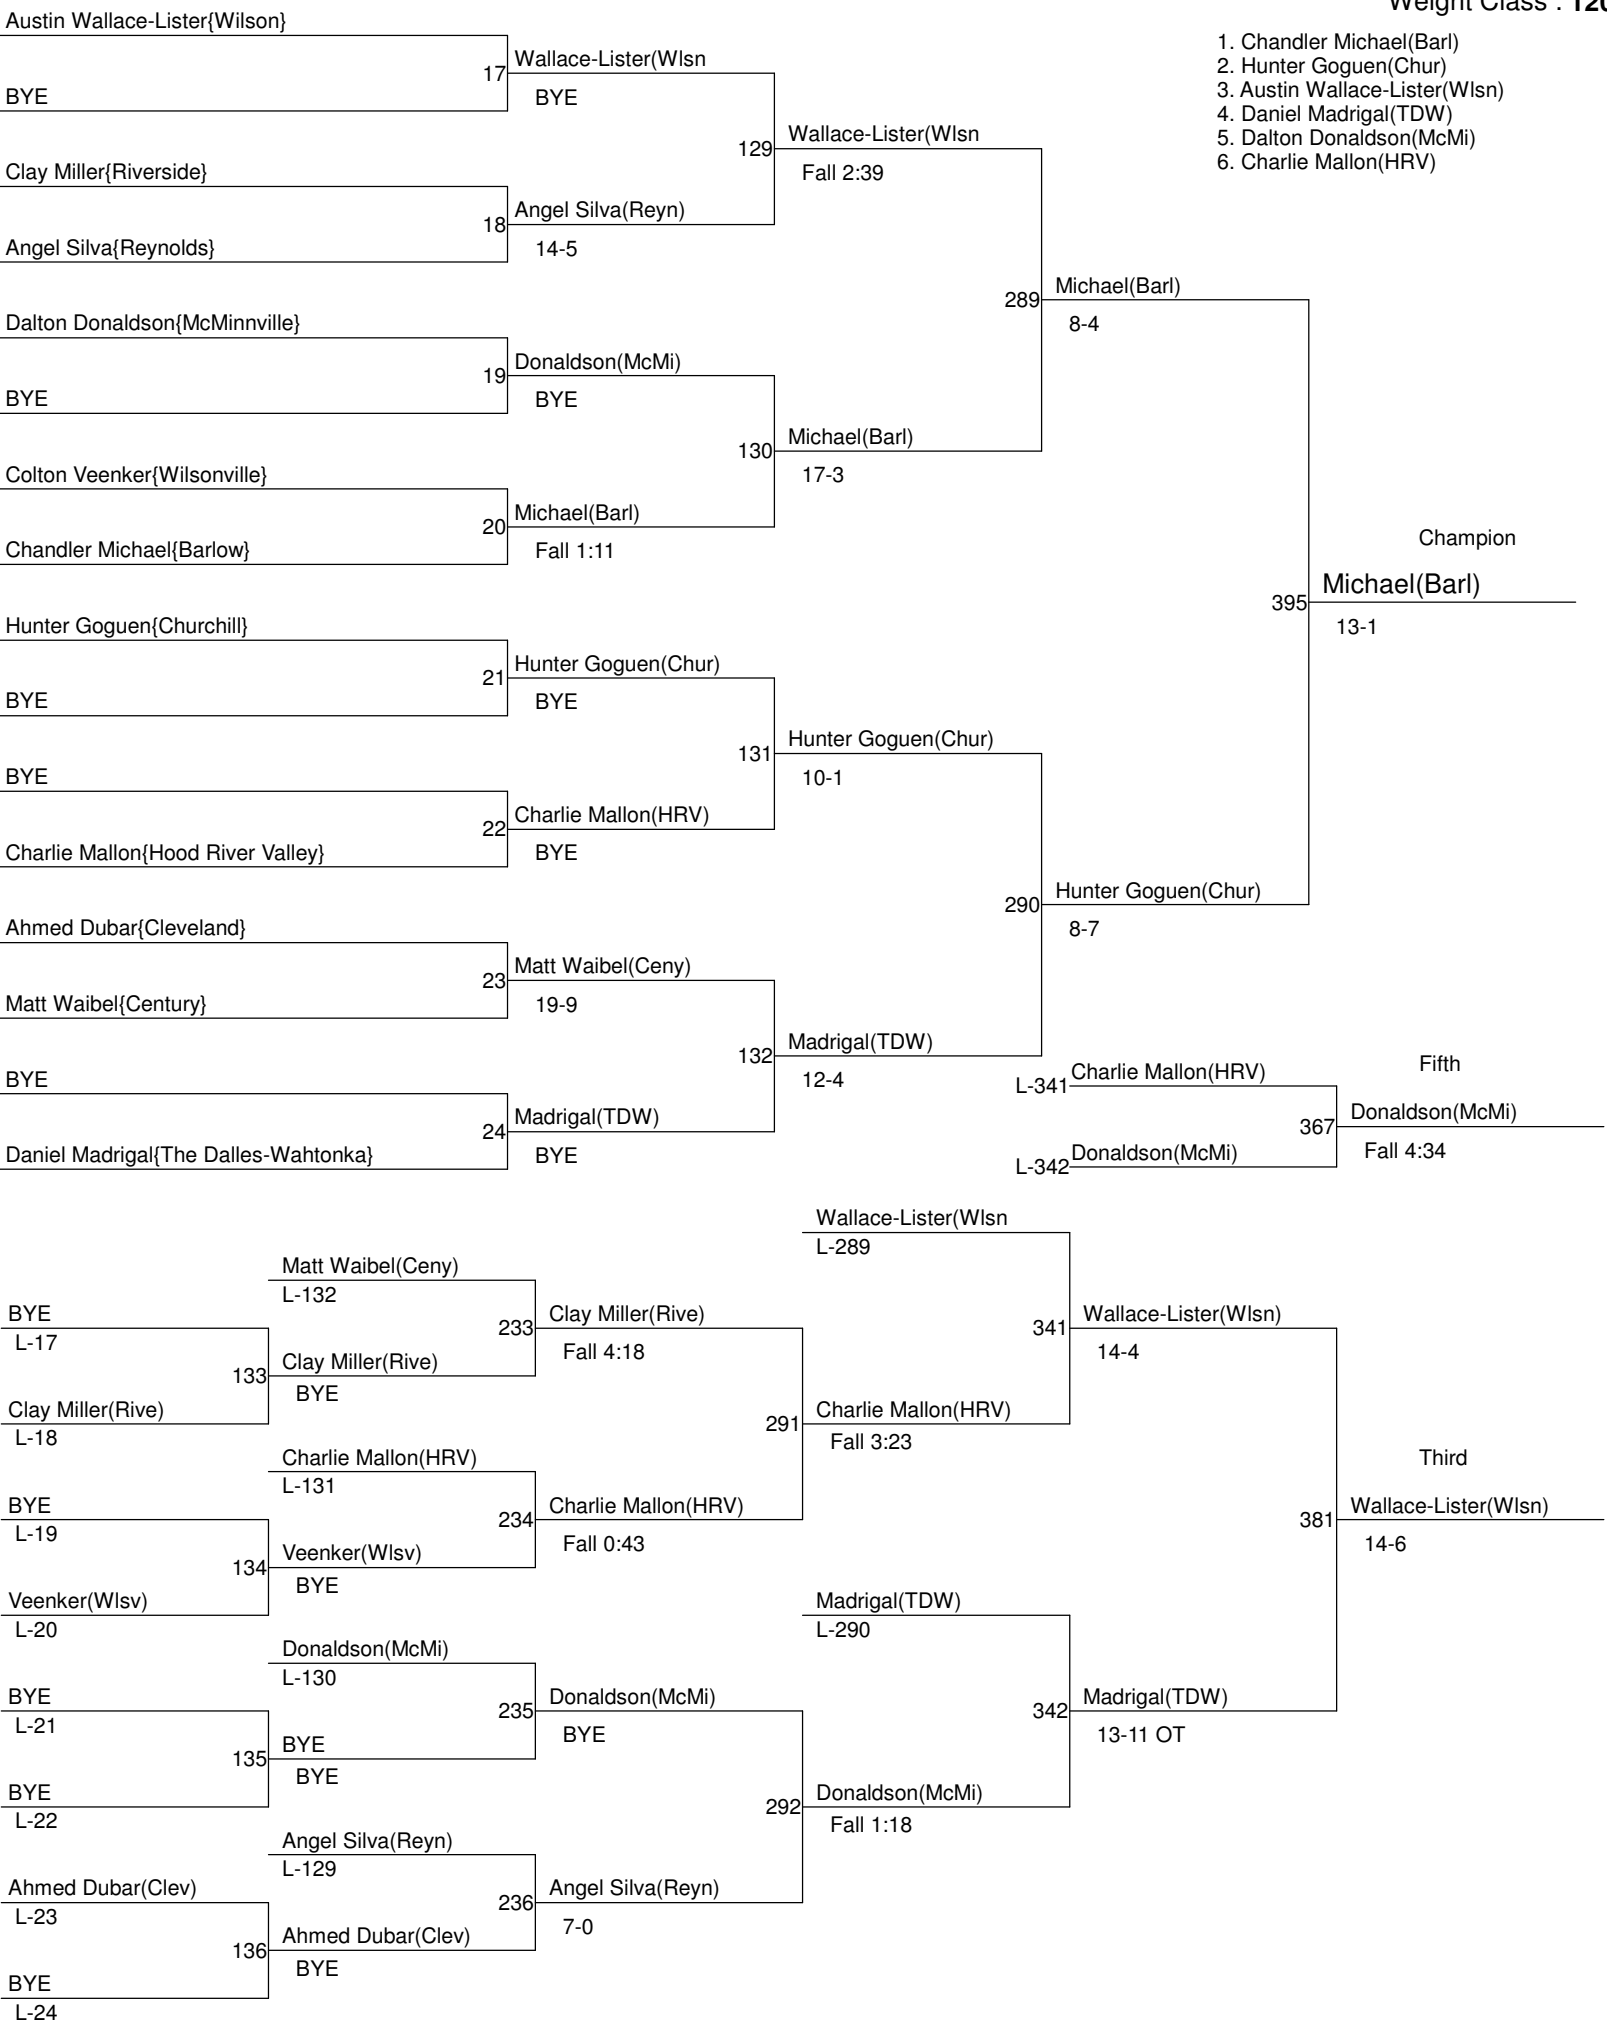 Weight Class : 120
1. Chandler Michael(Barl)
2. Hunter Goguen(Chur)
3. Austin Wallace-Lister(Wlsn)
4. Daniel Madrigal(TDW)
5. Dalton Donaldson(McMi)
6. Charlie Mallon(HRV)
Austin Wallace-Lister{Wilson}
BYE
17
Wallace-Lister(Wlsn
BYE
Clay Miller{Riverside}
Angel Silva{Reynolds}
18
Angel Silva(Reyn)
14-5
129
Wallace-Lister(Wlsn
Fall 2:39
Dalton Donaldson{McMinnville}
BYE
19
Donaldson(McMi)
BYE
Colton Veenker{Wilsonville}
Chandler Michael{Barlow}
20
Michael(Barl)
Fall 1:11
130
Michael(Barl)
17-3
289
Michael(Barl)
8-4
Hunter Goguen{Churchill}
BYE
21
Hunter Goguen(Chur)
BYE
BYE
Charlie Mallon{Hood River Valley}
22
Charlie Mallon(HRV)
BYE
131
Hunter Goguen(Chur)
10-1
Ahmed Dubar{Cleveland}
Matt Waibel{Century}
23
Matt Waibel(Ceny)
19-9
BYE
Daniel Madrigal{The Dalles-Wahtonka}
24
Madrigal(TDW)
BYE
132
Madrigal(TDW)
12-4
290
Hunter Goguen(Chur)
8-7
Champion
395
Michael(Barl)
13-1
Fifth
L-341
Charlie Mallon(HRV)
L-342
Donaldson(McMi)
367
Donaldson(McMi)
Fall 4:34
BYE
L-17
Clay Miller(Rive)
L-18
133
Matt Waibel(Ceny)
L-132
Clay Miller(Rive)
BYE
233
Clay Miller(Rive)
Fall 4:18
BYE
L-19
Veenker(Wlsv)
L-20
134
Charlie Mallon(HRV)
L-131
Veenker(Wlsv)
BYE
234
Charlie Mallon(HRV)
Fall 0:43
291
Charlie Mallon(HRV)
Fall 3:23
Wallace-Lister(Wlsn
L-289
341
Wallace-Lister(Wlsn)
14-4
BYE
L-21
BYE
L-22
135
Donaldson(McMi)
L-130
BYE
BYE
235
Donaldson(McMi)
BYE
Ahmed Dubar(Clev)
L-23
BYE
L-24
136
Angel Silva(Reyn)
L-129
Ahmed Dubar(Clev)
BYE
236
Angel Silva(Reyn)
7-0
292
Donaldson(McMi)
Fall 1:18
Madrigal(TDW)
L-290
342
Madrigal(TDW)
13-11 OT
Third
381
Wallace-Lister(Wlsn)
14-6